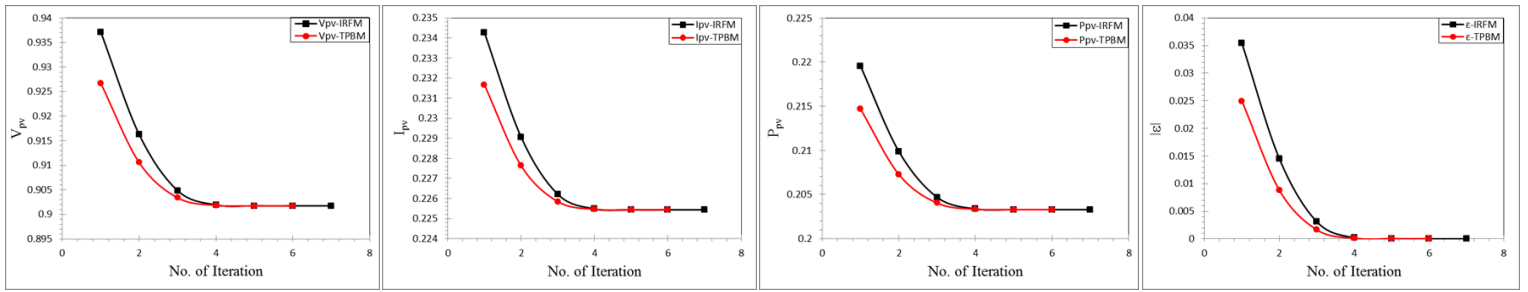 0.94
0.935
0.93
0.925
0.92
0.915
0.91
0.905
0.9
0.895
V_pv
0 2 4 6 8
No. of Iteration
Vpv-IRFM
Vpv-TPBM
0.235
0.234
0.233
0.232
0.231
0.23
0.229
0.228
0.227
0.226
0.225
0.224
I_pv
0 2 4 6 8
No. of Iteration
Ipv-IRFM
Ipv-TPBM
0.225
0.22
0.215
0.21
0.205
0.2
P_pv
0 2 4 6 8
No. of Iteration
Ppv-IRFM
Ppv-TPBM
0.04
0.035
0.03
0.025
0.02
0.015
0.01
0.005
0
|ε|
0 2 4 6 8
No. of Iteration
ε-IRFM
ε-TPBM